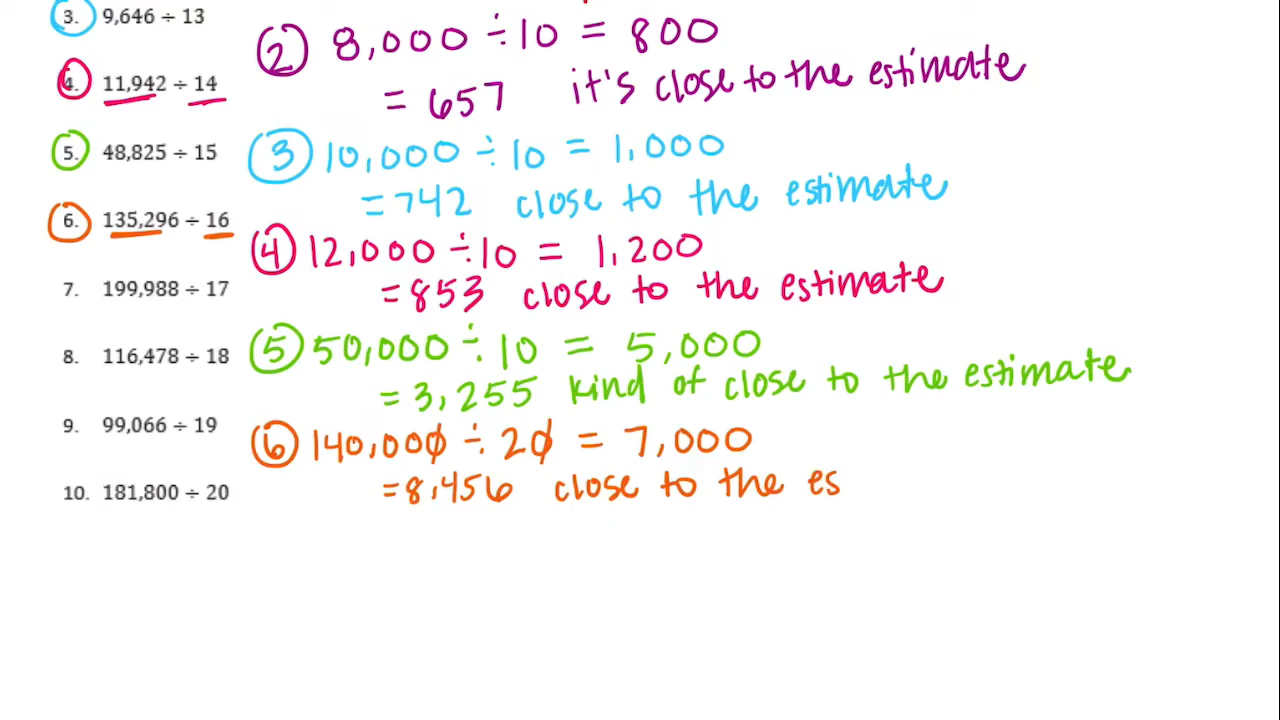 3. 9,646 ÷ 13
4. 11,942 ÷ 14
5. 48,825 ÷ 15
6. 135,296 ÷ 16
7. 199,988 ÷ 17
8. 116,478 ÷ 18
9. 99,066 ÷ 19
10. 181,800 ÷ 20
2 8,000 ÷ 10 = 800
= 657 it's close to the estimate
3 10,000 ÷ 10 = 1,000
= 742 close to the estimate
4 12,000 ÷ 10 = 1,200
= 853 close to the estimate
5 50,000 ÷ 10 = 5,000
= 3,255 kind of close to the estimate
6 140,000 ÷ 20 = 7,000
= 8,456 close to the es